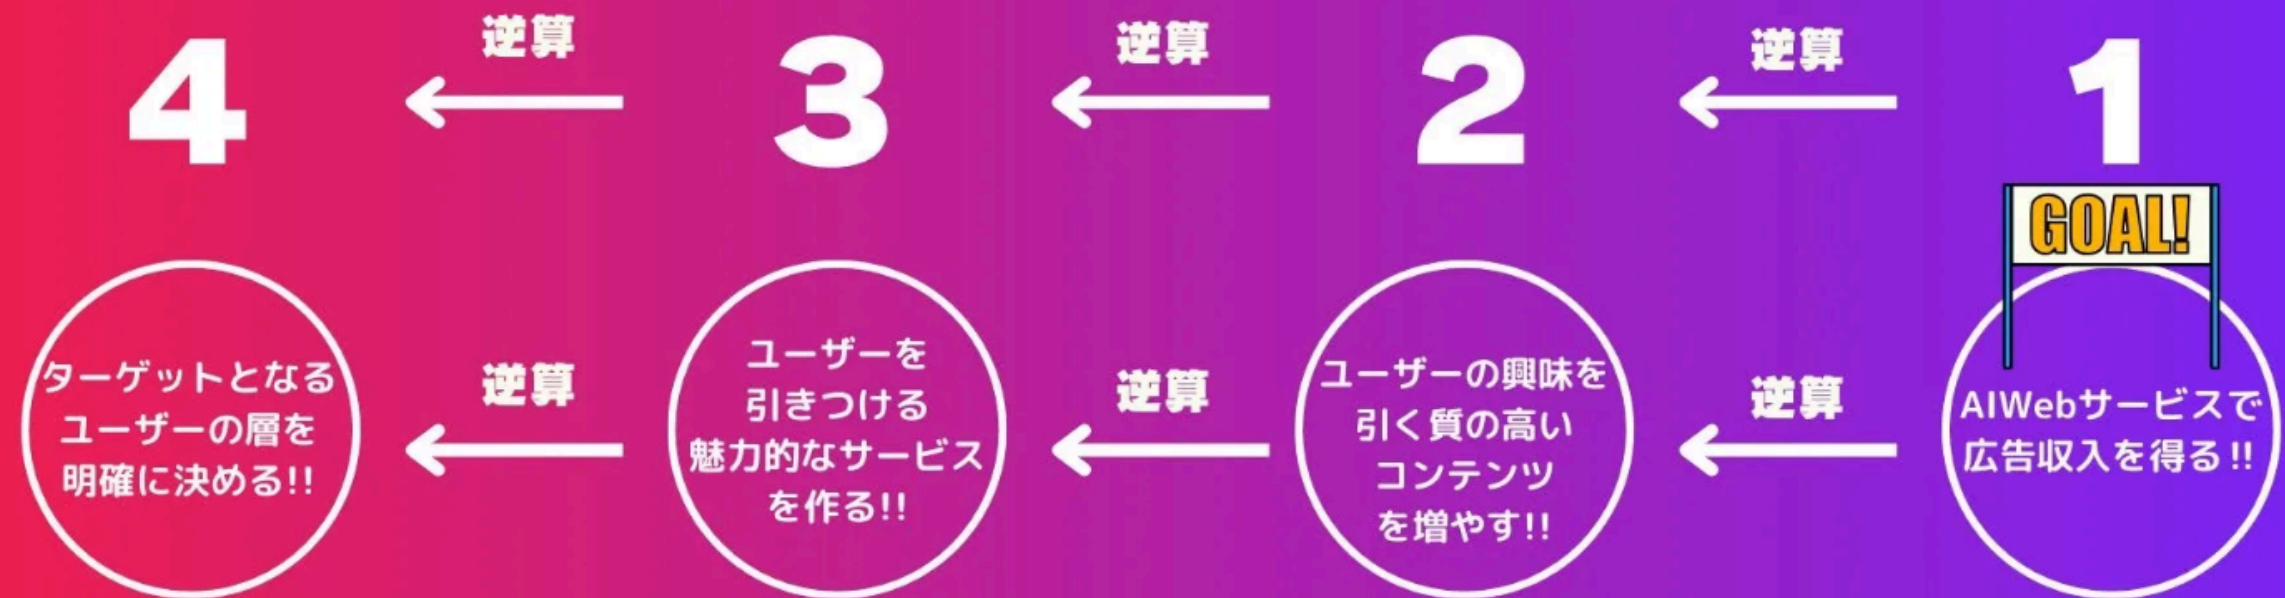 4
逆算
3
逆算
2
逆算
1
GOAL!
ターゲットとなる
ユーザーの層を
明確に決める!!
逆算
ユーザーを
引きつける
魅力的なサービス
を作る!!
逆算
ユーザーの興味を
引く質の高い
コンテンツ
を増やす!!
逆算
AIWebサービスで
広告収入を得る!!